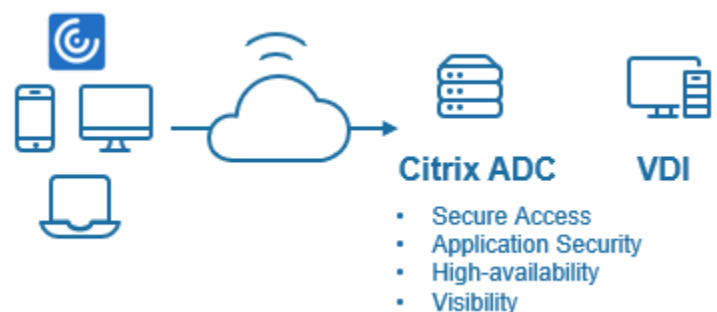 Citrix ADC
VDI
• Secure Access
• Application Security
• High-availability
• Visibility